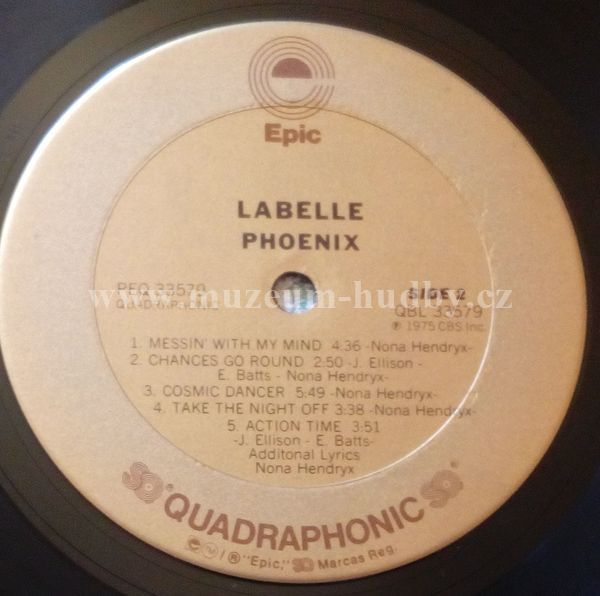 Epic
LABELLE
PHOENIX
PEQ 33579
QUADRAPHONIC
SIDE 2
QBL 33579
℗ 1975 CBS Inc.
www.muzeum-hudby.cz
1. MESSIN' WITH MY MIND 4:36 -Nona Hendryx-
2. CHANCES GO ROUND 2:50 -J. Ellison -
E. Batts - Nona Hendryx-
3. COSMIC DANCER 5:49 -Nona Hendryx-
4. TAKE THE NIGHT OFF 3:38 -Nona Hendryx-
5. ACTION TIME 3:51
-J. Ellison - E. Batts-
Additonal Lyrics
Nona Hendryx
SQ® QUADRAPHONIC SQ®
"Epic," SQ Marcas Reg.